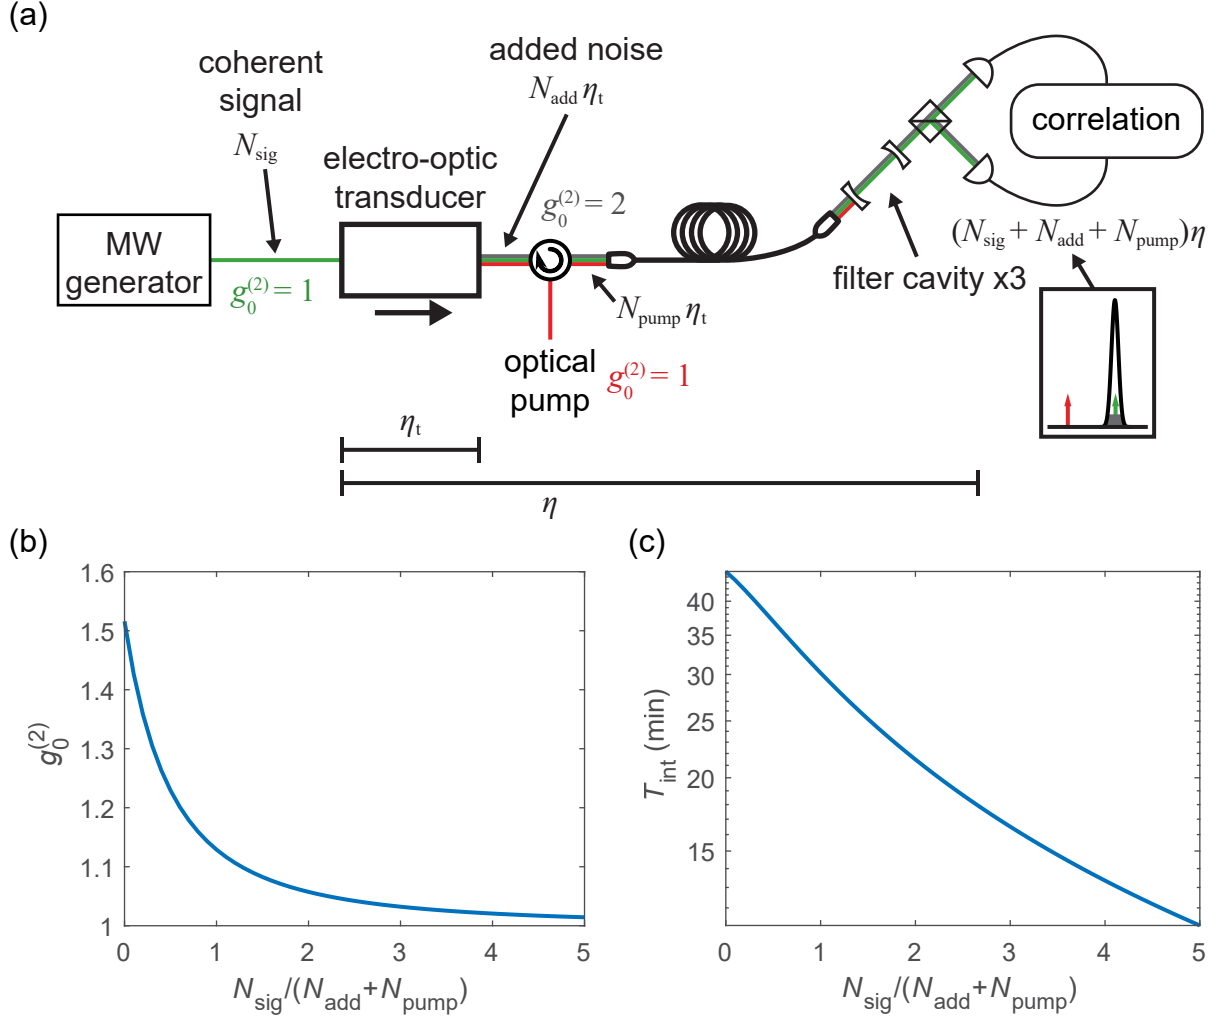 (a)
coherent
signal
N_sig
added noise
N_add η_t
electro-optic
transducer
g_0^(2) = 2
MW
generator
g_0^(2) = 1
N_pump η_t
optical
pump
g_0^(2) = 1
correlation
(N_sig + N_add + N_pump)η
filter cavity x3
η_t
η
(b)
1.6
1.5
1.4
1.3
1.2
1.1
1
g_0^(2)
0 1 2 3 4 5
N_sig/(N_add+N_pump)
(c)
40
35
30
25
20
15
T_int (min)
0 1 2 3 4 5
N_sig/(N_add+N_pump)